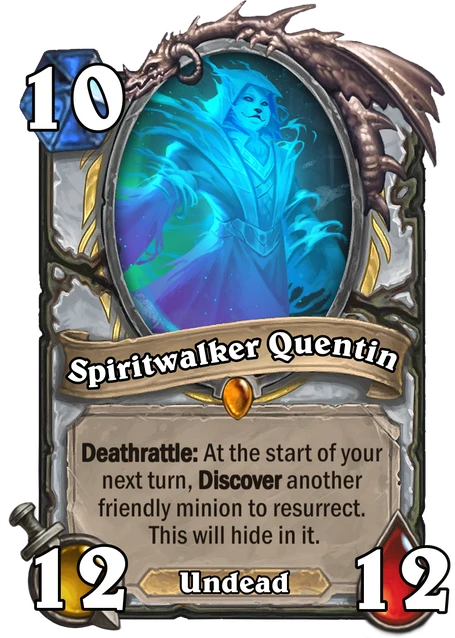 10
Spiritwalker Quentin
Deathrattle: At the start of your
next turn, Discover another
friendly minion to resurrect.
This will hide in it.
12
Undead
12